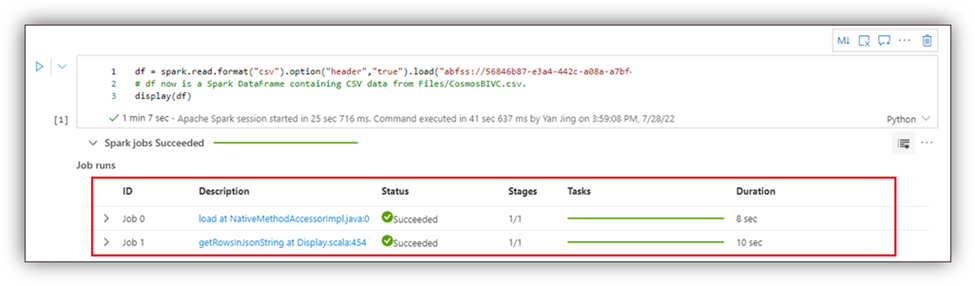 M↓ ...
1 df = spark.read.format("csv").option("header","true").load("abfss://56846b87-e3a4-442c-a08a-a7bf
2 # df now is a Spark DataFrame containing CSV data from Files/CosmosBIVC.csv.
3 display(df)
[1] 1 min 7 sec - Apache Spark session started in 25 sec 716 ms. Command executed in 41 sec 637 ms by Yan Jing on 3:59:08 PM, 7/28/22 Python
Spark jobs Succeeded ...
Job runs
ID Description Status Stages Tasks Duration
Job 0 load at NativeMethodAccessorImpl.java:0 Succeeded 1/1 8 sec
Job 1 getRowsInJsonString at Display.scala:454 Succeeded 1/1 10 sec